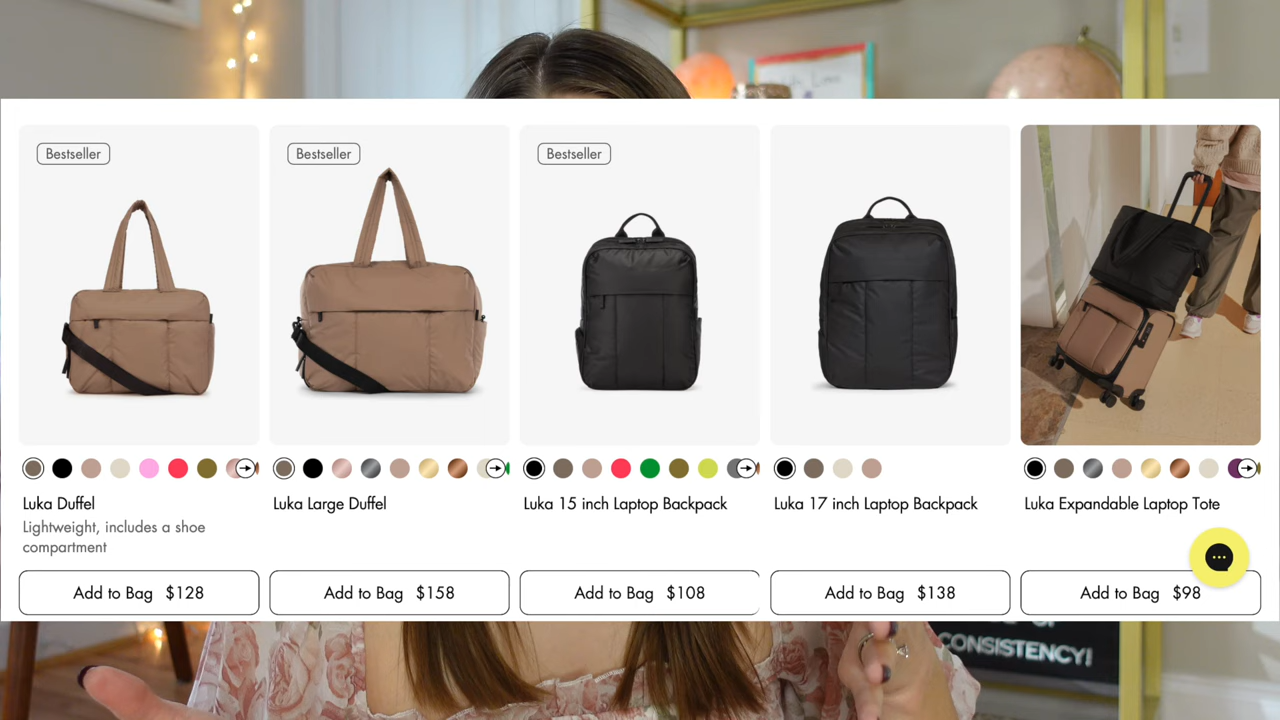 Bestseller
Bestseller
Bestseller
Luka Duffel
Lightweight, includes a shoe
compartment
Add to Bag $128
Luka Large Duffel
Add to Bag $158
Luka 15 inch Laptop Backpack
Add to Bag $108
Luka 17 inch Laptop Backpack
Add to Bag $138
Luka Expandable Laptop Tote
Add to Bag $98
CONSISTENCY!